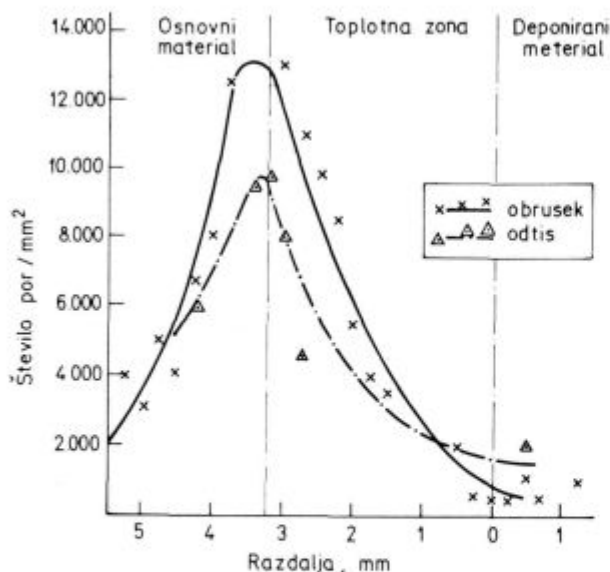 Osnovni
material
Toplotna zona
Deponirani
meterial
14.000
12.000
10.000
8.000
6.000
4 000
2.000
Število por / mm²
obrusek
odtis
5 4 3 2 1 0 1
Razdalja, mm